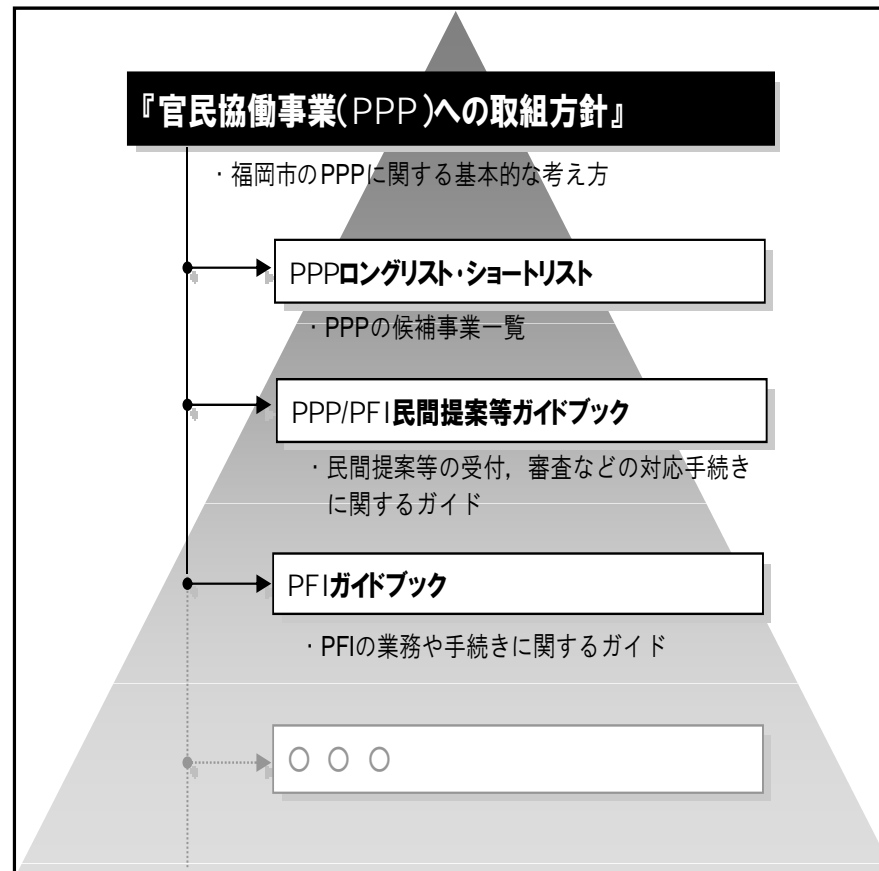 『官民協働事業(PPP)への取組方針』
・福岡市のPPPに関する基本的な考え方
PPPロングリスト・ショートリスト
・PPPの候補事業一覧
PPP/PFI民間提案等ガイドブック
・民間提案等の受付，審査などの対応手続き
に関するガイド
PFIガイドブック
・PFIの業務や手続きに関するガイド
○ ○ ○